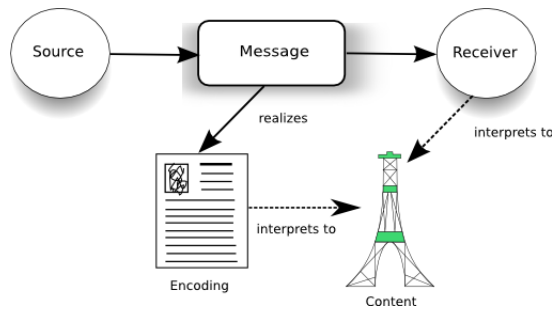 Source
Message
Receiver
realizes
interprets to
interprets to
Encoding
Content